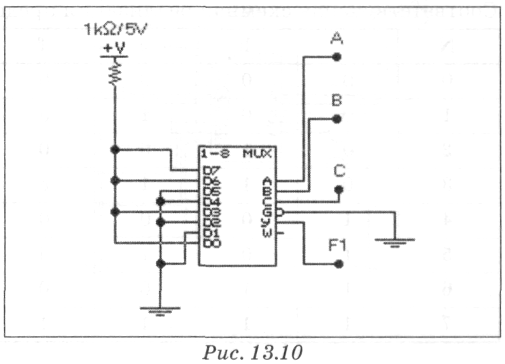 1kΩ/5V
+V
A
B
1-8 MUX
D7
D6
D5
D4
D3
D2
D1
D0
A
B
C
G
Y
W
C
F1
Рис. 13.10